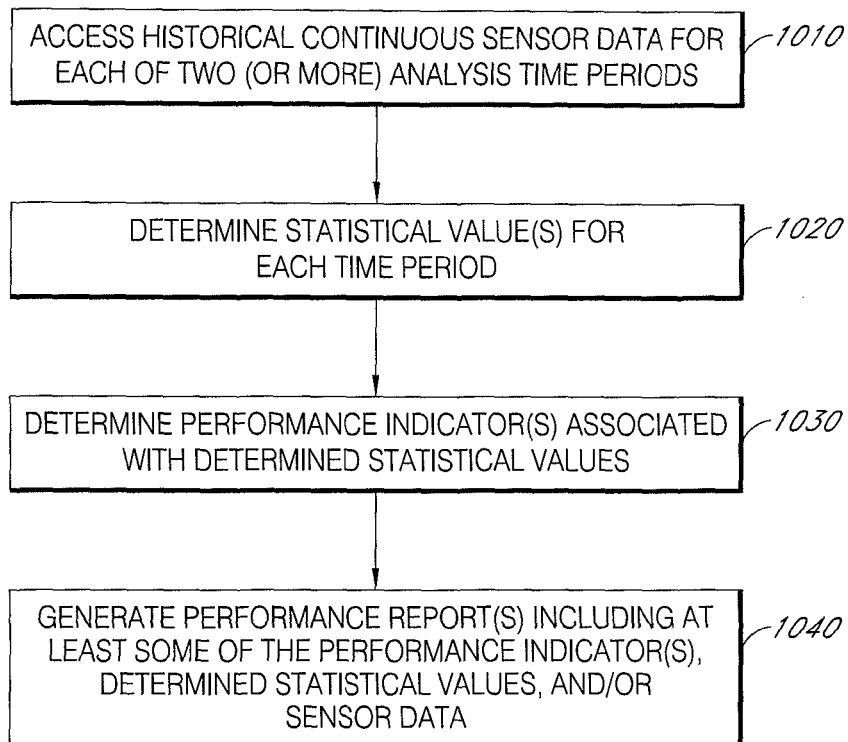 ACCESS HISTORICAL CONTINUOUS SENSOR DATA FOR
EACH OF TWO (OR MORE) ANALYSIS TIME PERIODS
1010
DETERMINE STATISTICAL VALUE(S) FOR
EACH TIME PERIOD
1020
DETERMINE PERFORMANCE INDICATOR(S) ASSOCIATED
WITH DETERMINED STATISTICAL VALUES
1030
GENERATE PERFORMANCE REPORT(S) INCLUDING AT
LEAST SOME OF THE PERFORMANCE INDICATOR(S),
DETERMINED STATISTICAL VALUES, AND/OR
SENSOR DATA
1040